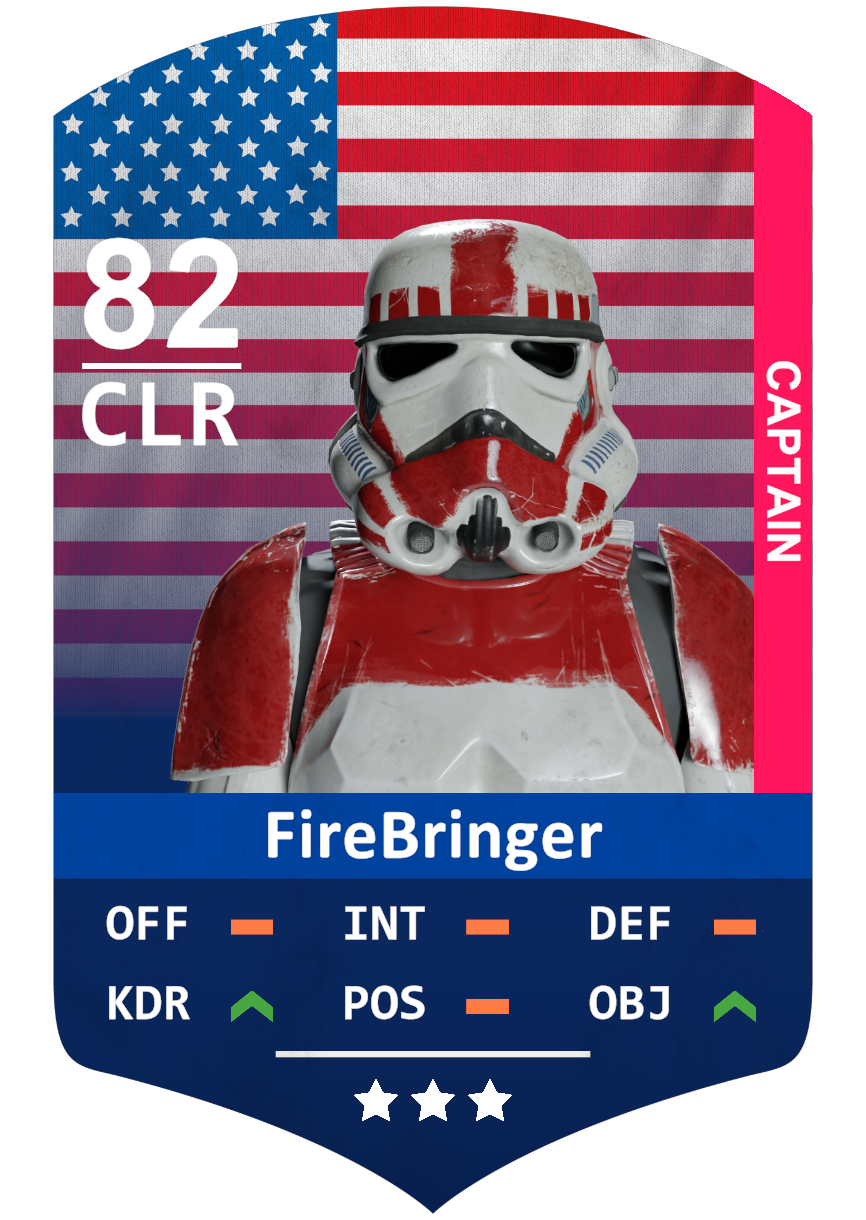 82
CLR
CAPTAIN
FireBringer
OFF INT DEF
KDR POS OBJ